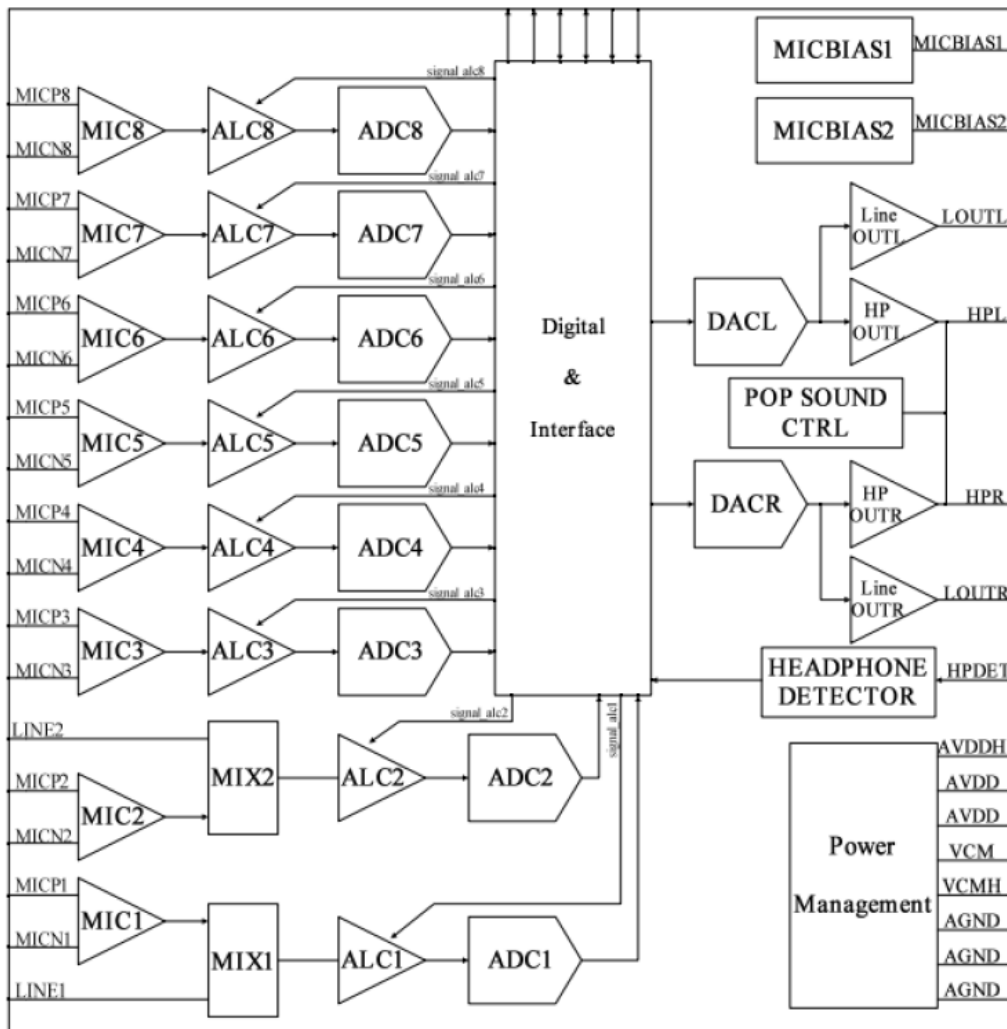 signal_alc8
MICBIAS1
MICBIAS1
MICP8
MIC8
ALC8
ADC8
MICN8
MICBIAS2
MICBIAS2
signal_alc7
MICP7
MIC7
ALC7
ADC7
MICN7
Line
OUTL
LOUTL
signal_alc6
MICP6
MIC6
ALC6
ADC6
MICN6
Digital
&
Interface
DACL
HP
OUTL
HPL
signal_alc5
MICP5
MIC5
ALC5
ADC5
MICN5
POP SOUND
CTRL
signal_alc4
MICP4
MIC4
ALC4
ADC4
MICN4
DACR
HP
OUTR
HPR
signal_alc3
MICP3
MIC3
ALC3
ADC3
MICN3
Line
OUTR
LOUTR
HEADPHONE
DETECTOR
HPDET
signal_alc2
signal_alc1
LINE2
MICP2
MIC2
MICN2
MIX2
ALC2
ADC2
MICP1
MIC1
MICN1
LINE1
MIX1
ALC1
ADC1
Power
Management
AVDDH
AVDD
AVDD
VCM
VCMH
AGND
AGND
AGND